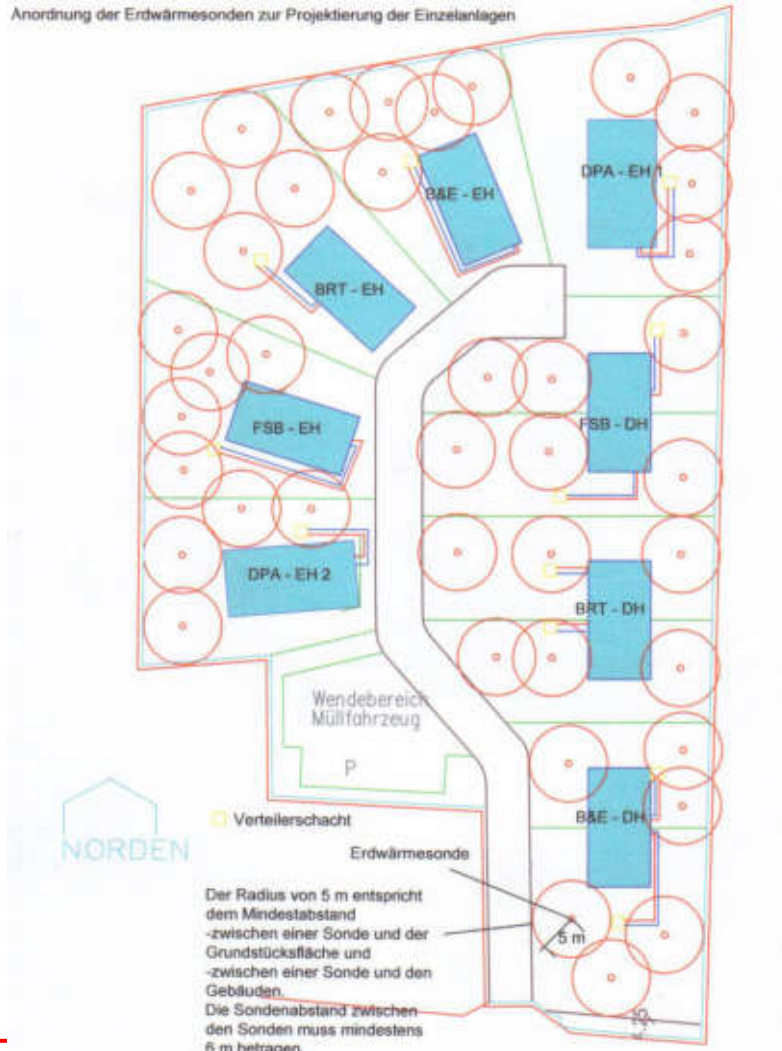 Anordnung der Erdwärmesonden zur Projektierung der Einzelanlagen
DPA - EH 1
B&E - EH
BRT - EH
FSB - EH
FSB - DH
DPA - EH 2
BRT - DH
Wendebereich
Müllfahrzeug
P
B&E - DH
NORDEN
Verteilerschacht
Erdwärmesonde
5 m
Der Radius von 5 m entspricht
dem Mindestabstand
-zwischen einer Sonde und der
Grundstücksfläche und
-zwischen einer Sonde und den
Gebäuden.
Die Sondenabstand zwischen
den Sonden muss mindestens
6 m betragen